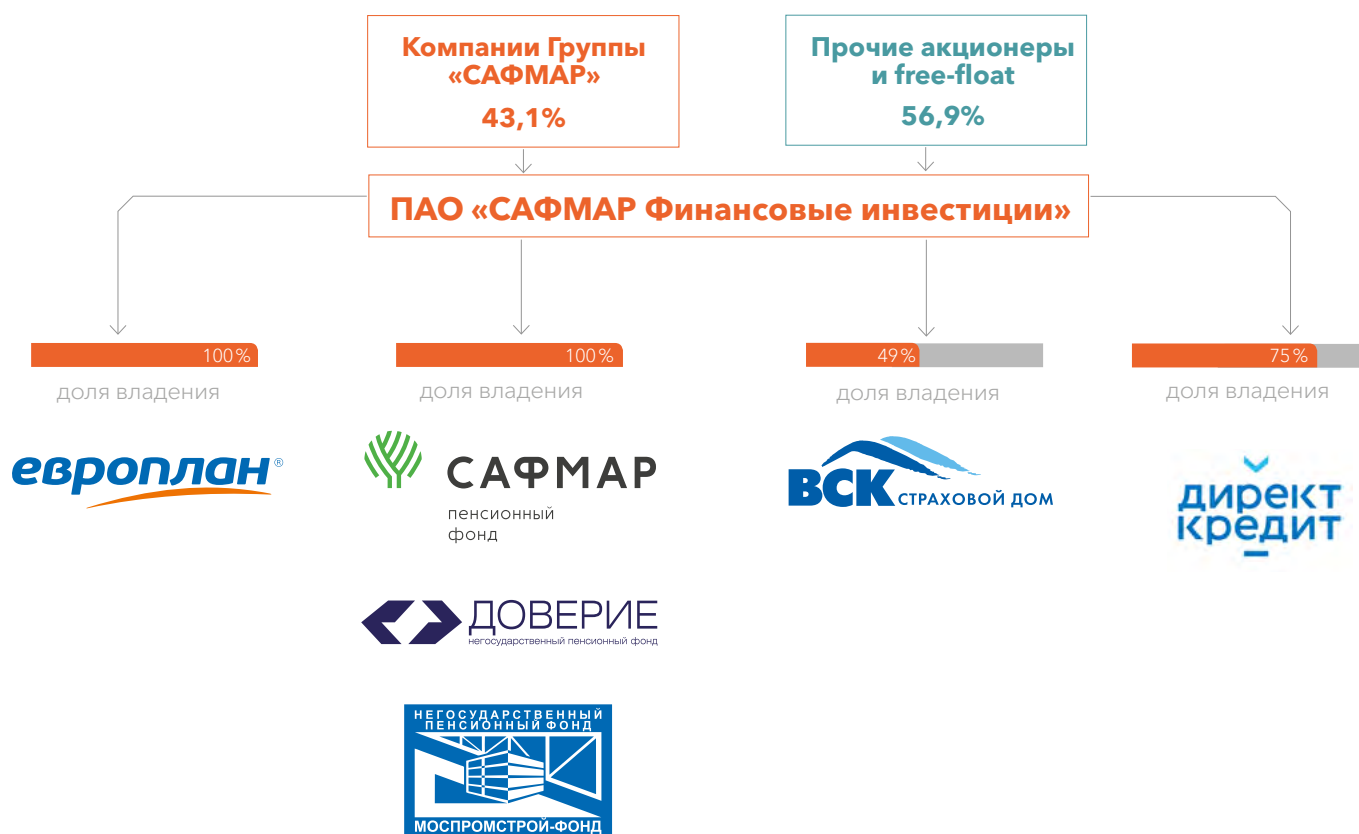 Компании Группы
«САФМАР»
43,1%
Прочие акционеры
и free-float
56,9%
ПАО «САФМАР Финансовые инвестиции»
100%
доля владения
100%
доля владения
49%
доля владения
75%
доля владения
европлан®
САФМАР
пенсионный
фонд
ВСК СТРАХОВОЙ ДОМ
директ
кредит
ДОВЕРИЕ
негосударственный пенсионный фонд
НЕГОСУДАРСТВЕННЫЙ
ПЕНСИОННЫЙ ФОНД
МОСПРОМСТРОЙ-ФОНД